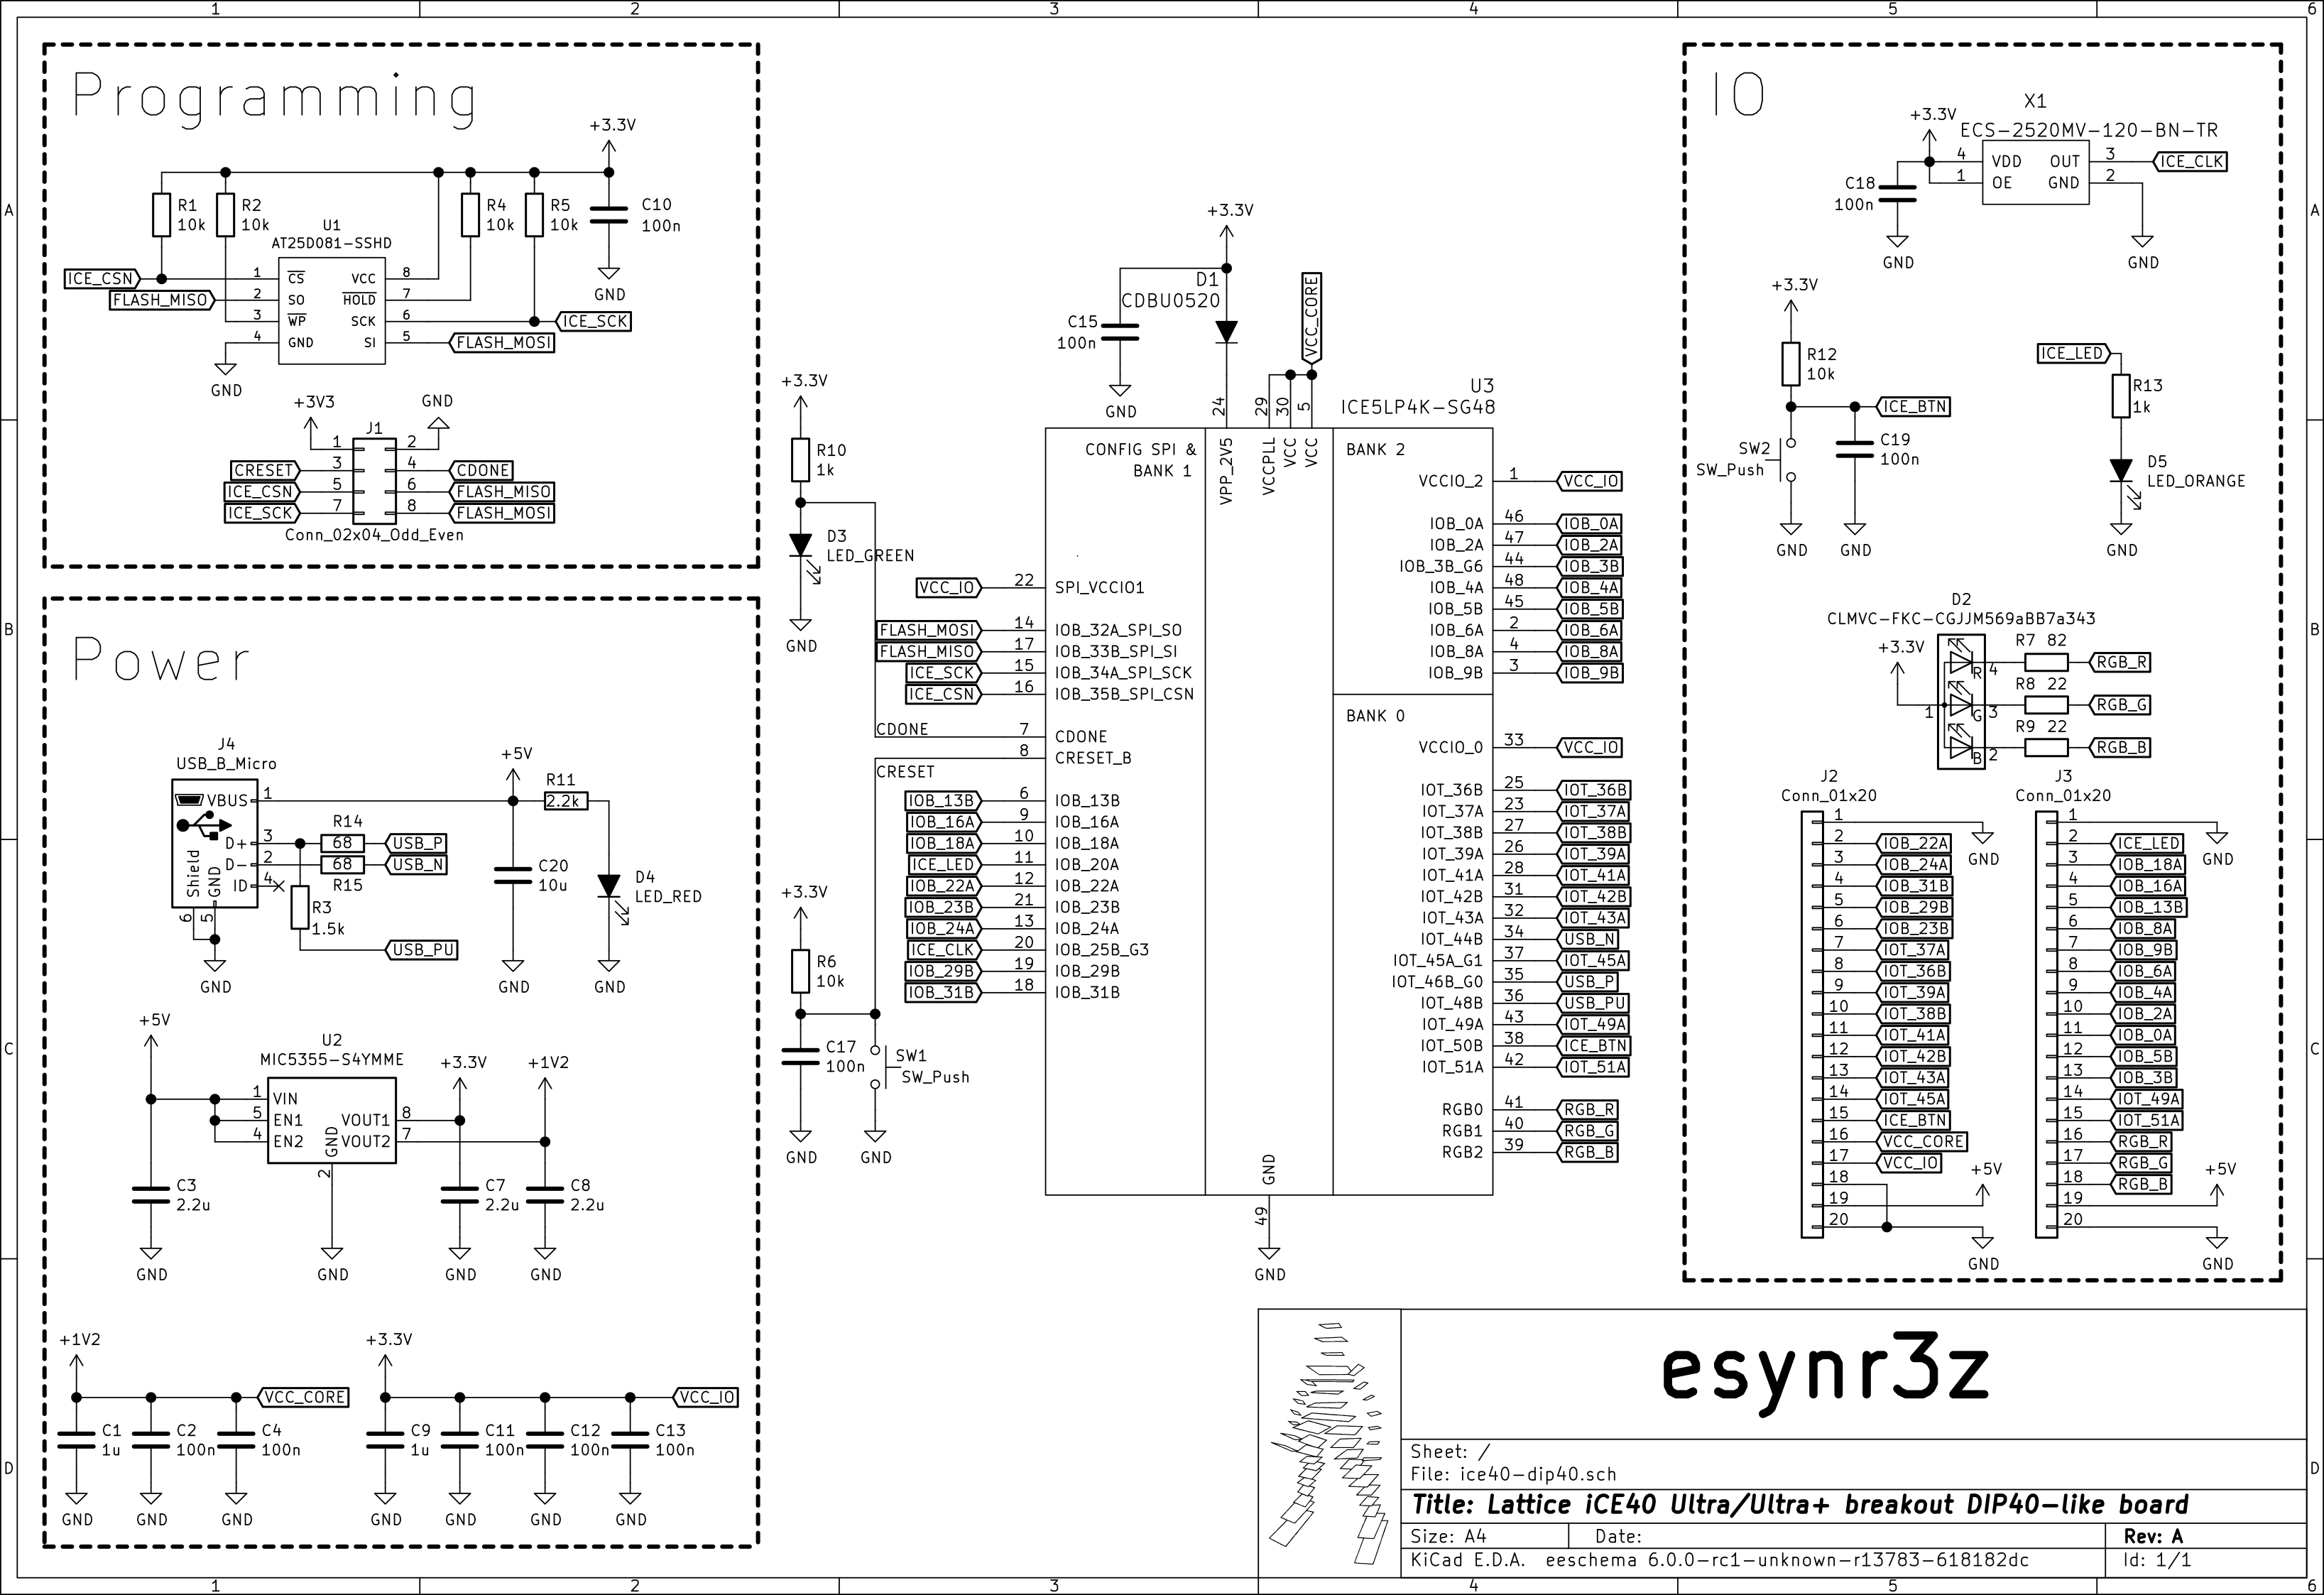 1 2 3 4 5 6
A
B
C
D
Programming
+3.3V
R1
10k
R2
10k
R4
10k
R5
10k
C10
100n
GND
U1
AT25D081-SSHD
ICE_CSN 1 CS VCC 8
FLASH_MISO 2 SO HOLD 7
3 WP SCK 6 ICE_SCK
4 GND SI 5 FLASH_MOSI
GND
+3V3 GND
J1
1 2
CRESET 3 4 CDONE
ICE_CSN 5 6 FLASH_MISO
ICE_SCK 7 8 FLASH_MOSI
Conn_02x04_Odd_Even
Power
J4
USB_B_Micro
VBUS 1
D+ 3
D- 2
ID 4
Shield
GND
6 5
GND
R14
68 USB_P
68 USB_N
R15
R3
1.5k
USB_PU
+5V
R11
2.2k
C20
10u
GND
D4
LED_RED
GND
+5V
U2
MIC5355-S4YMME
1 VIN
5 EN1 VOUT1 8
4 EN2 VOUT2 7
GND
2
+3.3V
+1V2
C3
2.2u
C7
2.2u
C8
2.2u
GND GND GND GND
+1V2
VCC_CORE
C1
1u
C2
100n
C4
100n
GND GND GND
+3.3V
VCC_IO
C9
1u
C11
100n
C12
100n
C13
100n
GND GND GND GND
+3.3V
R10
1k
D3
LED_GREEN
GND
+3.3V
R6
10k
C17
100n
SW1
SW_Push
GND GND
+3.3V
D1
CDBU0520
C15
100n
GND
VCC_CORE
24 29 30 5
VPP_2V5 VCCPLL VCC VCC
U3
ICE5LP4K-SG48
CONFIG SPI &
BANK 1
VCC_IO 22 SPI_VCCIO1
FLASH_MOSI 14 IOB_32A_SPI_SO
FLASH_MISO 17 IOB_33B_SPI_SI
ICE_SCK 15 IOB_34A_SPI_SCK
ICE_CSN 16 IOB_35B_SPI_CSN
CDONE 7 CDONE
CRESET 8 CRESET_B
IOB_13B 6 IOB_13B
IOB_16A 9 IOB_16A
IOB_18A 10 IOB_18A
ICE_LED 11 IOB_20A
IOB_22A 12 IOB_22A
IOB_23B 21 IOB_23B
IOB_24A 13 IOB_24A
ICE_CLK 20 IOB_25B_G3
IOB_29B 19 IOB_29B
IOB_31B 18 IOB_31B
BANK 2
VCCIO_2 1 VCC_IO
IOB_0A 46 IOB_0A
IOB_2A 47 IOB_2A
IOB_3B_G6 44 IOB_3B
IOB_4A 48 IOB_4A
IOB_5B 45 IOB_5B
IOB_6A 2 IOB_6A
IOB_8A 4 IOB_8A
IOB_9B 3 IOB_9B
BANK 0
VCCIO_0 33 VCC_IO
IOT_36B 25 IOT_36B
IOT_37A 23 IOT_37A
IOT_38B 27 IOT_38B
IOT_39A 26 IOT_39A
IOT_41A 28 IOT_41A
IOT_42B 31 IOT_42B
IOT_43A 32 IOT_43A
IOT_44B 34 USB_N
IOT_45A_G1 37 IOT_45A
IOT_46B_G0 35 USB_P
IOT_48B 36 USB_PU
IOT_49A 43 IOT_49A
IOT_50B 38 ICE_BTN
IOT_51A 42 IOT_51A
RGB0 41 RGB_R
RGB1 40 RGB_G
RGB2 39 RGB_B
GND
49
GND
IO
X1
ECS-2520MV-120-BN-TR
+3.3V
4 VDD OUT 3 ICE_CLK
1 OE GND 2
C18
100n
GND GND
+3.3V
R12
10k
ICE_BTN
SW2
SW_Push
C19
100n
GND GND
ICE_LED
R13
1k
D5
LED_ORANGE
GND
D2
CLMVC-FKC-CGJJM569aBB7a343
+3.3V
R 4 R7 82 RGB_R
1 G 3 R8 22 RGB_G
B 2 R9 22 RGB_B
J2
Conn_01x20
1 GND
2 IOB_22A
3 IOB_24A
4 IOB_31B
5 IOB_29B
6 IOB_23B
7 IOT_37A
8 IOT_36B
9 IOT_39A
10 IOT_38B
11 IOT_41A
12 IOT_42B
13 IOT_43A
14 IOT_45A
15 ICE_BTN
16 VCC_CORE
17 VCC_IO
18 +5V
19
20
GND
J3
Conn_01x20
1 GND
2 ICE_LED
3 IOB_18A
4 IOB_16A
5 IOB_13B
6 IOB_8A
7 IOB_9B
8 IOB_6A
9 IOB_4A
10 IOB_2A
11 IOB_0A
12 IOB_5B
13 IOB_3B
14 IOT_49A
15 IOT_51A
16 RGB_R
17 RGB_G
18 RGB_B
19 +5V
20
GND
esynr3z
Sheet: /
File: ice40-dip40.sch
Title: Lattice iCE40 Ultra/Ultra+ breakout DIP40-like board
Size: A4 Date: Rev: A
KiCad E.D.A. eeschema 6.0.0-rc1-unknown-r13783-618182dc Id: 1/1
A
B
C
D
1 2 3 4 5 6